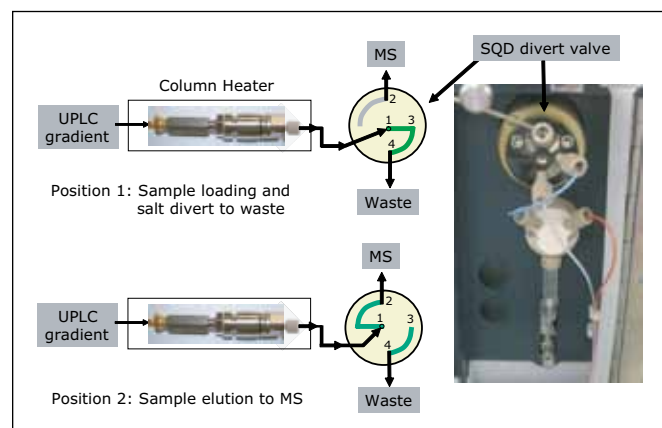 MS
SQD divert valve
Column Heater
2
UPLC
gradient
1
3
4
Position 1: Sample loading and
salt divert to waste
Waste
MS
2
UPLC
gradient
1
3
4
Position 2: Sample elution to MS
Waste